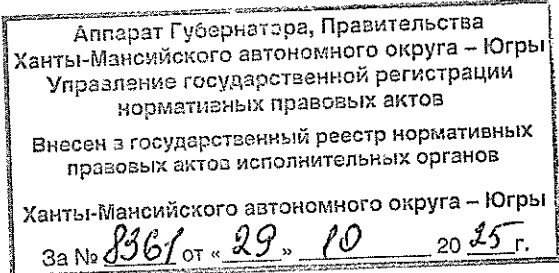 Аппарат Губернатора, Правительства
Ханты-Мансийского автономного округа – Югры
Управление государственной регистрации
нормативных правовых актов
Внесен в государственный реестр нормативных
правовых актов исполнительных органов
Ханты-Мансийского автономного округа – Югры
За № 8361 от « 29 » 10 20 25 г.